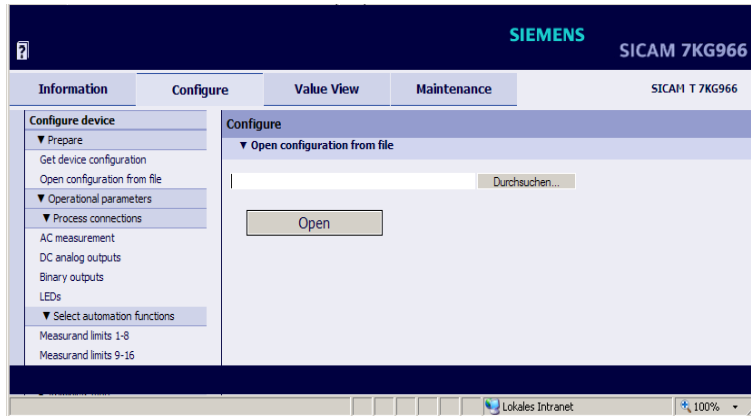 ?
SIEMENS
SICAM 7KG966
Information
Configure
Value View
Maintenance
SICAM T 7KG966
Configure device
▼ Prepare
Get device configuration
Open configuration from file
▼ Operational parameters
▼ Process connections
AC measurement
DC analog outputs
Binary outputs
LEDs
▼ Select automation functions
Measurand limits 1-8
Measurand limits 9-16
Configure
▼ Open configuration from file
Durchsuchen...
Open
Lokales Intranet
100%